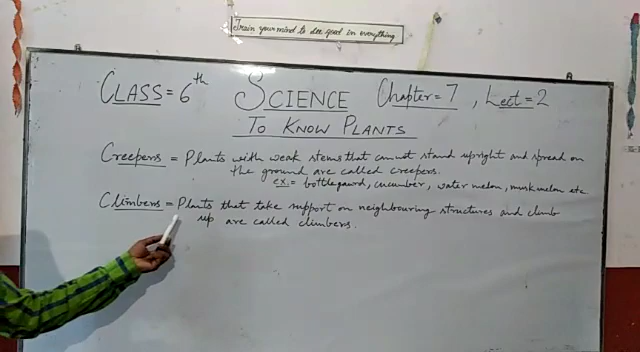 Train your mind to see good in everything
CLASS = 6th SCIENCE Chapter = 7 , Lect = 2
TO KNOW PLANTS
Creepers = Plants with weak stems that cannot stand upright and spread on
the ground are called creepers.
ex. = bottlegaurd, cucumber, water melon, muskmelon etc
Climbers = Plants that take support on neighbouring structures and climb
up are called climbers.